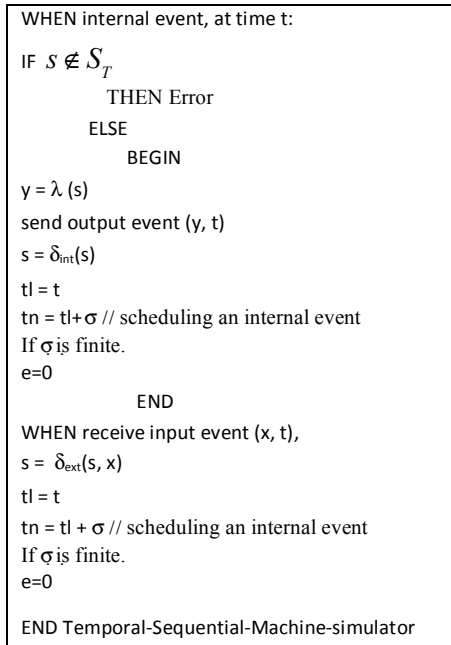 WHEN internal event, at time t:
IF s ∉ S_T
THEN Error
ELSE
BEGIN
y = λ (s)
send output event (y, t)
s = δ_int(s)
tl = t
tn = tl+ σ // scheduling an internal event
If σ is finite.
e=0
END
WHEN receive input event (x, t),
s = δ_ext(s, x)
tl = t
tn = tl + σ // scheduling an internal event
If σ is finite.
e=0
END Temporal-Sequential-Machine-simulator